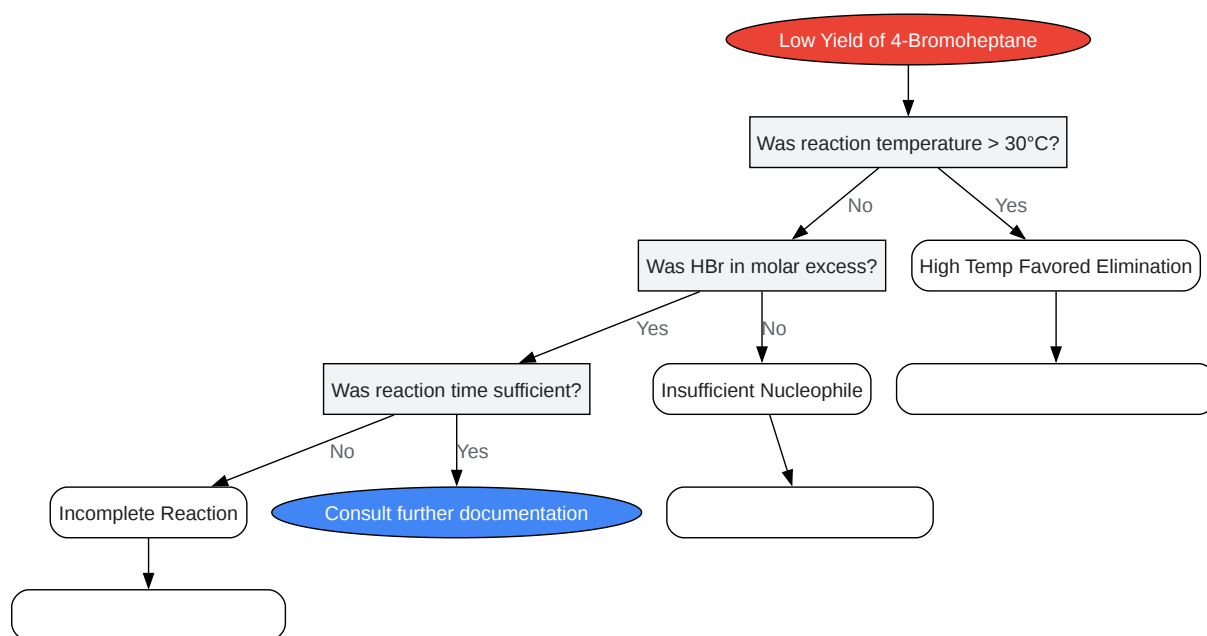 Low Yield of 4-Bromoheptane
Was reaction temperature > 30°C?
No
Yes
Was HBr in molar excess?
High Temp Favored Elimination
Yes
No
Was reaction time sufficient?
Insufficient Nucleophile
No
Yes
Incomplete Reaction
Consult further documentation